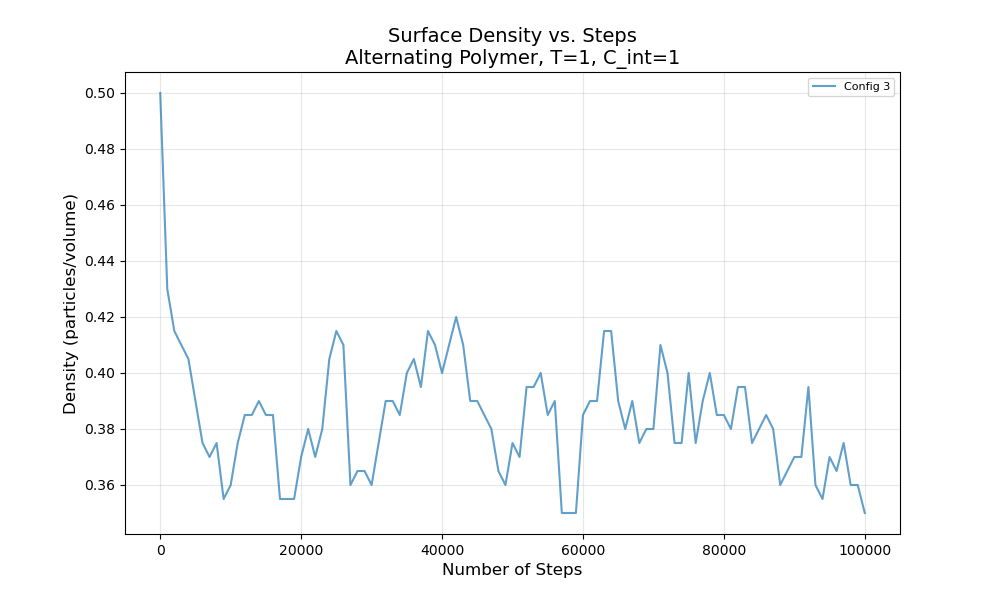 Surface Density vs. Steps
Alternating Polymer, T=1, C_int=1
Config 3
Density (particles/volume)
0.50
0.48
0.46
0.44
0.42
0.40
0.38
0.36
0
20000
40000
60000
80000
100000
Number of Steps